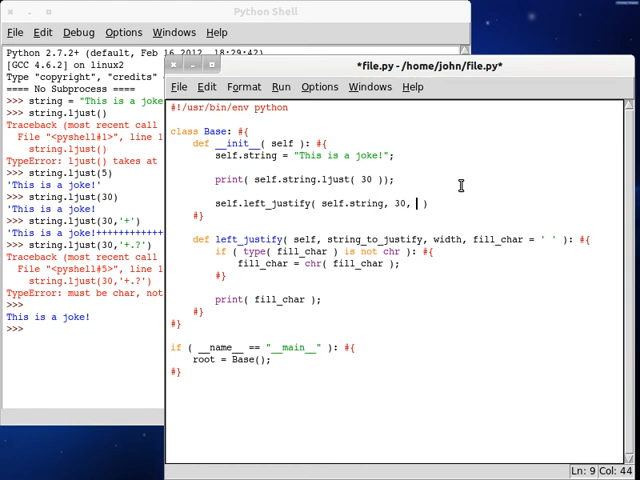 Python Shell
File Edit Debug Options Windows Help
Python 2.7.2+ (default, Feb 16 2012, 18:29:42)
[GCC 4.6.2] on linux2
Type "copyright", "credits"
==== No Subprocess ====
>>> string = "This is a joke
>>> string.ljust()
Traceback (most recent call
File "<pyshell#1>", line 1
string.ljust()
TypeError: ljust() takes at
>>> string.ljust(5)
'This is a joke!'
>>> string.ljust(30)
'This is a joke!
>>> string.ljust(30,'+')
'This is a joke!++++++++++++
>>> string.ljust(30,'+.?')
Traceback (most recent call
File "<pyshell#5>", line 1
string.ljust(30,'+.?')
TypeError: must be char, not
>>>
This is a joke!
>>>
*file.py - /home/john/file.py*
File Edit Format Run Options Windows Help
#!/usr/bin/env python
class Base: #{
def __init__( self ): #{
self.string = "This is a joke!";
print( self.string.ljust( 30 ));
self.left_justify( self.string, 30, )
#}
def left_justify( self, string_to_justify, width, fill_char = ' ' ): #{
if ( type( fill_char ) is not chr ): #{
fill_char = chr( fill_char );
#}
print( fill_char );
#}
#}
if ( __name__ == "__main__" ): #{
root = Base();
#}
Ln: 9 Col: 44